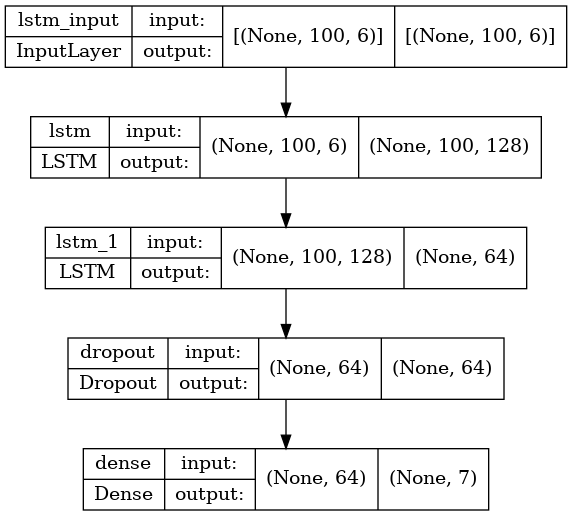 lstm_input input: [(None, 100, 6)] [(None, 100, 6)]
InputLayer output:
lstm input: (None, 100, 6) (None, 100, 128)
LSTM output:
lstm_1 input: (None, 100, 128) (None, 64)
LSTM output:
dropout input: (None, 64) (None, 64)
Dropout output:
dense input: (None, 64) (None, 7)
Dense output: